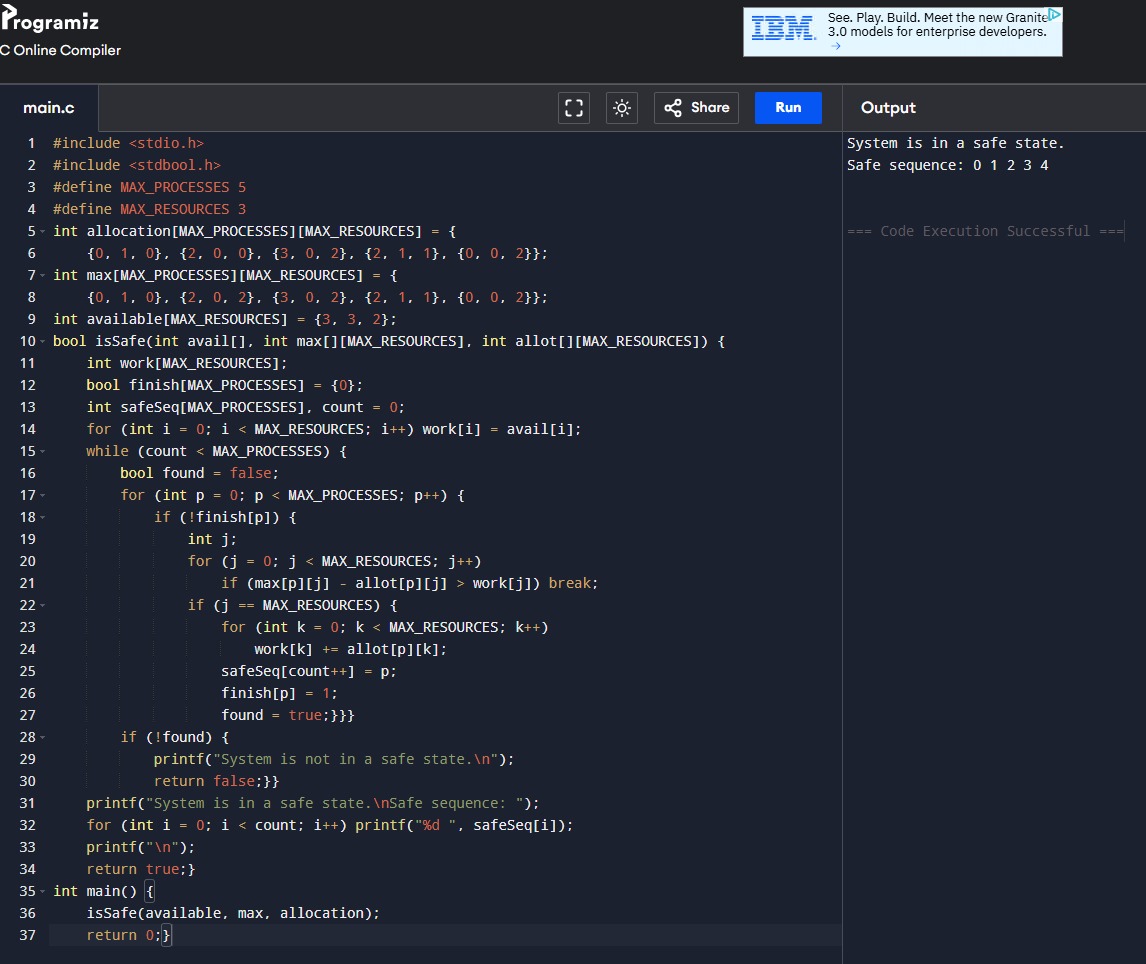 Programiz
C Online Compiler
IBM.
See. Play. Build. Meet the new Granite
3.0 models for enterprise developers.
→
main.c
Share
Run
Output
1 #include <stdio.h>
2 #include <stdbool.h>
3 #define MAX_PROCESSES 5
4 #define MAX_RESOURCES 3
5 int allocation[MAX_PROCESSES][MAX_RESOURCES] = {
6     {0, 1, 0}, {2, 0, 0}, {3, 0, 2}, {2, 1, 1}, {0, 0, 2}};
7 int max[MAX_PROCESSES][MAX_RESOURCES] = {
8     {0, 1, 0}, {2, 0, 2}, {3, 0, 2}, {2, 1, 1}, {0, 0, 2}};
9 int available[MAX_RESOURCES] = {3, 3, 2};
10 bool isSafe(int avail[], int max[][MAX_RESOURCES], int allot[][MAX_RESOURCES]) {
11     int work[MAX_RESOURCES];
12     bool finish[MAX_PROCESSES] = {0};
13     int safeSeq[MAX_PROCESSES], count = 0;
14     for (int i = 0; i < MAX_RESOURCES; i++) work[i] = avail[i];
15     while (count < MAX_PROCESSES) {
16         bool found = false;
17         for (int p = 0; p < MAX_PROCESSES; p++) {
18             if (!finish[p]) {
19                 int j;
20                 for (j = 0; j < MAX_RESOURCES; j++)
21                     if (max[p][j] - allot[p][j] > work[j]) break;
22                 if (j == MAX_RESOURCES) {
23                     for (int k = 0; k < MAX_RESOURCES; k++)
24                         work[k] += allot[p][k];
25                     safeSeq[count++] = p;
26                     finish[p] = 1;
27                     found = true;}}}
28         if (!found) {
29             printf("System is not in a safe state.\n");
30             return false;}}
31     printf("System is in a safe state.\nSafe sequence: ");
32     for (int i = 0; i < count; i++) printf("%d ", safeSeq[i]);
33     printf("\n");
34     return true;}
35 int main() {
36     isSafe(available, max, allocation);
37     return 0;}
System is in a safe state.
Safe sequence: 0 1 2 3 4
=== Code Execution Successful ===